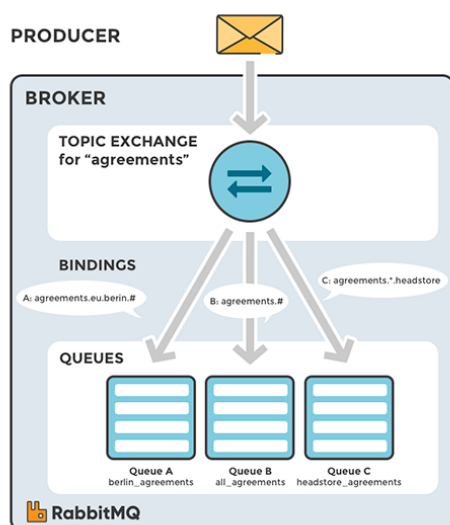 PRODUCER
BROKER
TOPIC EXCHANGE
for “agreements”
BINDINGS
A: agreements.eu.berin.#
B: agreements.#
C: agreements.*.headstore
QUEUES
Queue A
berlin_agreements
Queue B
all_agreements
Queue C
headstore_agreements
RabbitMQ